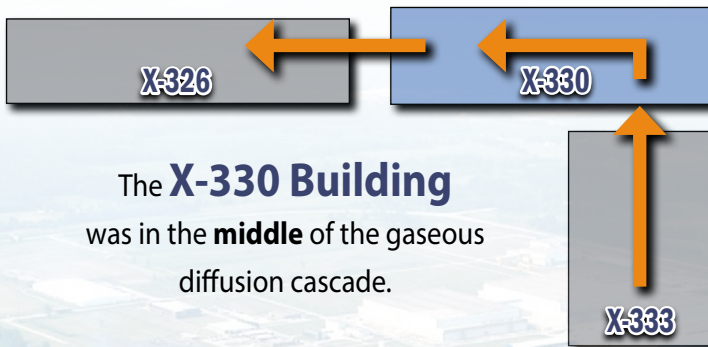 X-326
X-330
The X-330 Building
was in the middle of the gaseous
diffusion cascade.
X-333